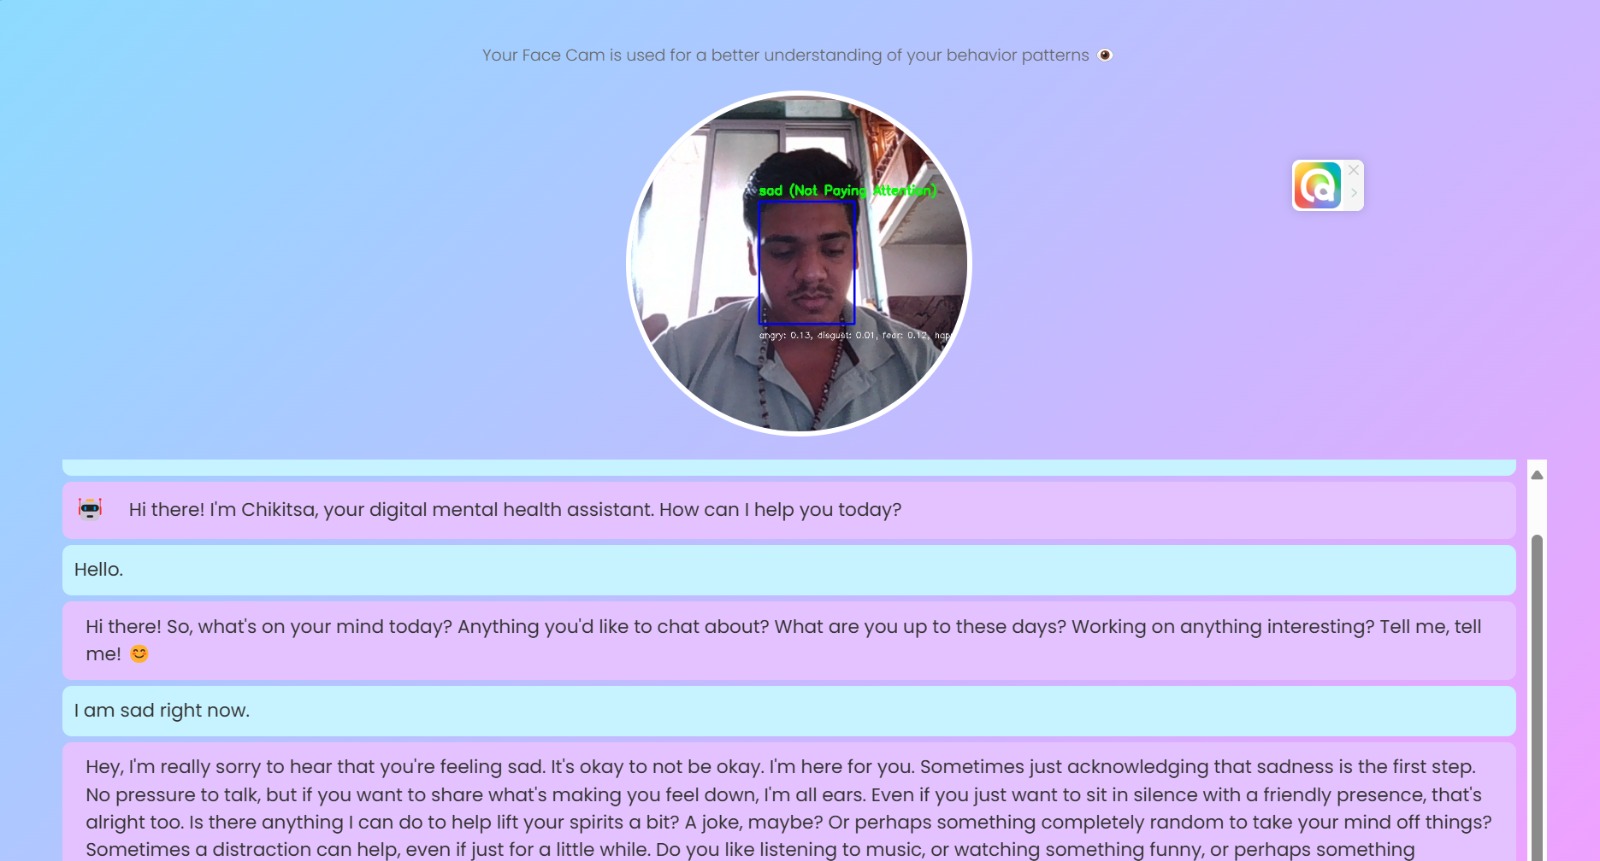 Your Face Cam is used for a better understanding of your behavior patterns
sad (Not Paying Attention)
angry: 0.13, disgust: 0.01, fear: 0.12, hap
Hi there! I'm Chikitsa, your digital mental health assistant. How can I help you today?
Hello.
Hi there! So, what's on your mind today? Anything you'd like to chat about? What are you up to these days? Working on anything interesting? Tell me, tell
me! 😊
I am sad right now.
Hey, I'm really sorry to hear that you're feeling sad. It's okay to not be okay. I'm here for you. Sometimes just acknowledging that sadness is the first step.
No pressure to talk, but if you want to share what's making you feel down, I'm all ears. Even if you just want to sit in silence with a friendly presence, that's
alright too. Is there anything I can do to help lift your spirits a bit? A joke, maybe? Or perhaps something completely random to take your mind off things?
Sometimes a distraction can help, even if just for a little while. Do you like listening to music, or watching something funny, or perhaps something